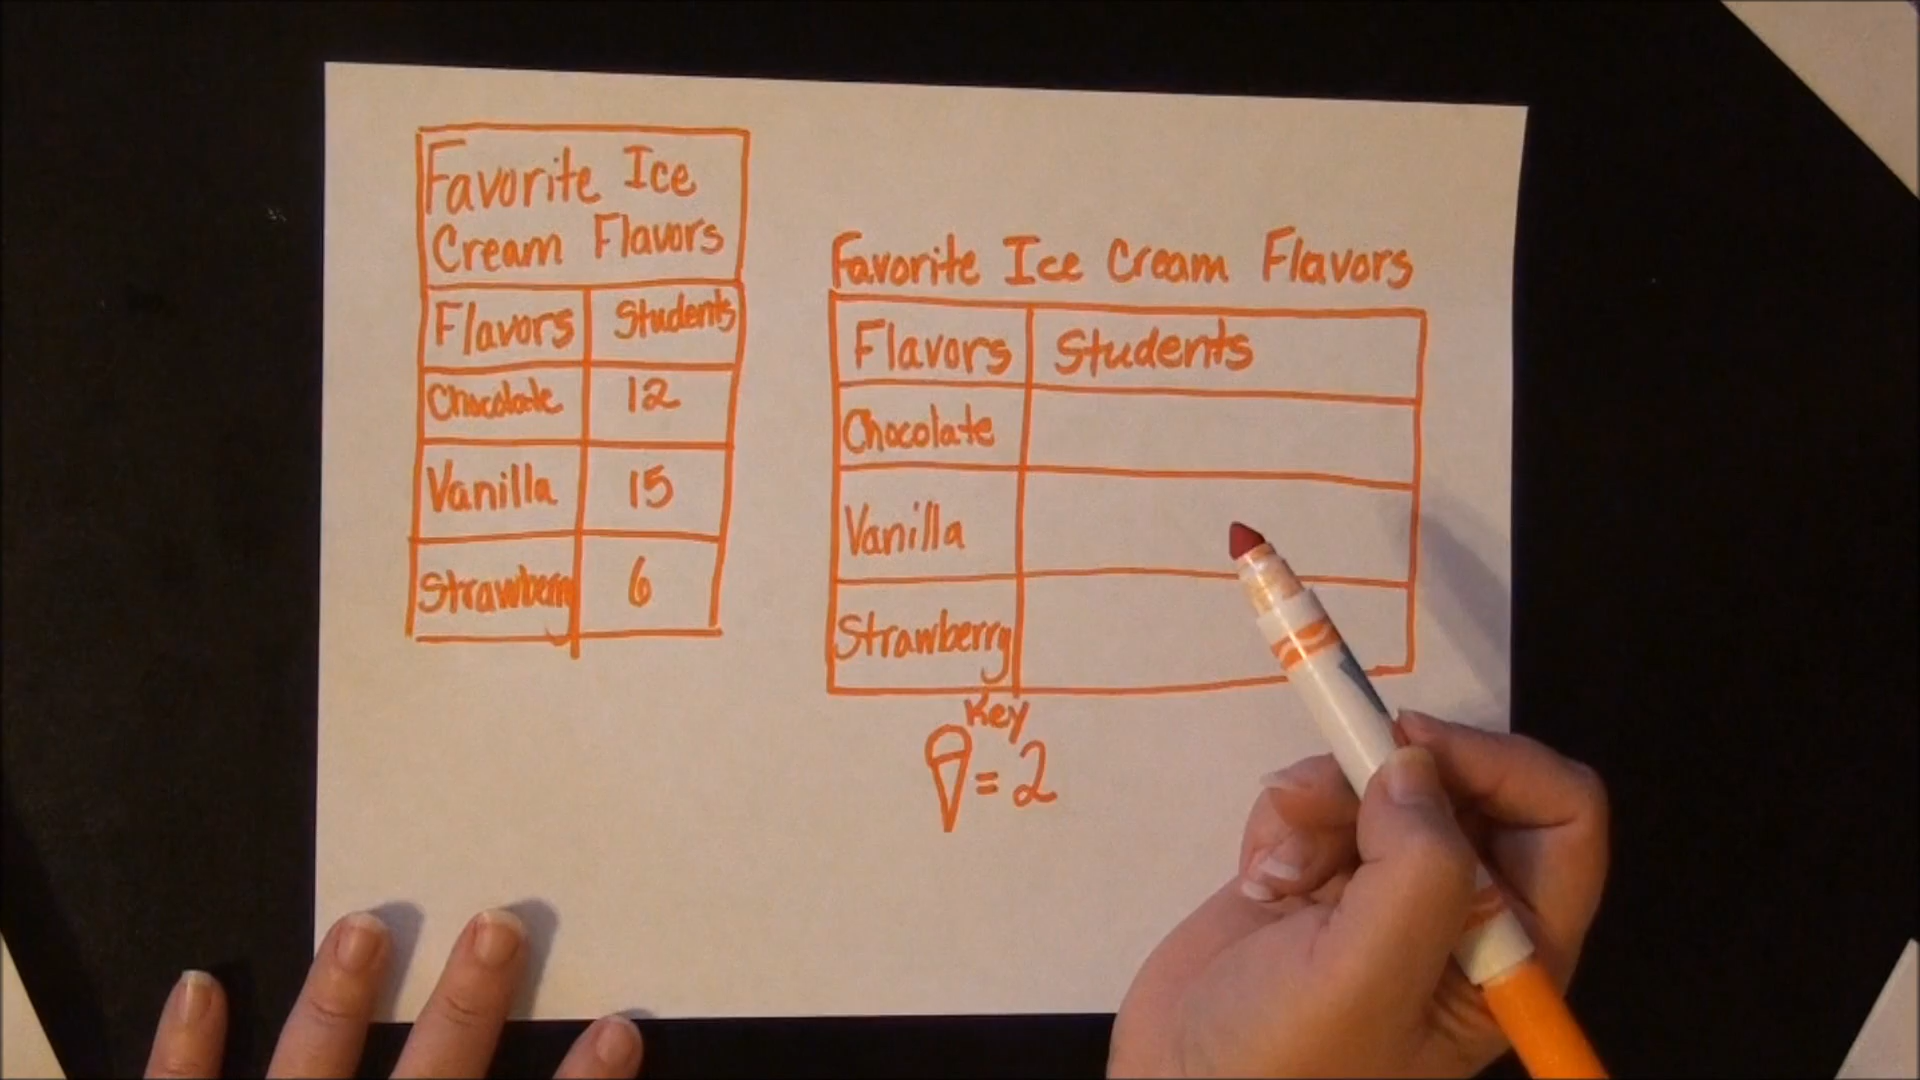 Favorite Ice
Cream Flavors
Flavors Students
Chocolate 12
Vanilla 15
Strawberry 6
Favorite Ice Cream Flavors
Flavors Students
Chocolate
Vanilla
Strawberry
Key
= 2